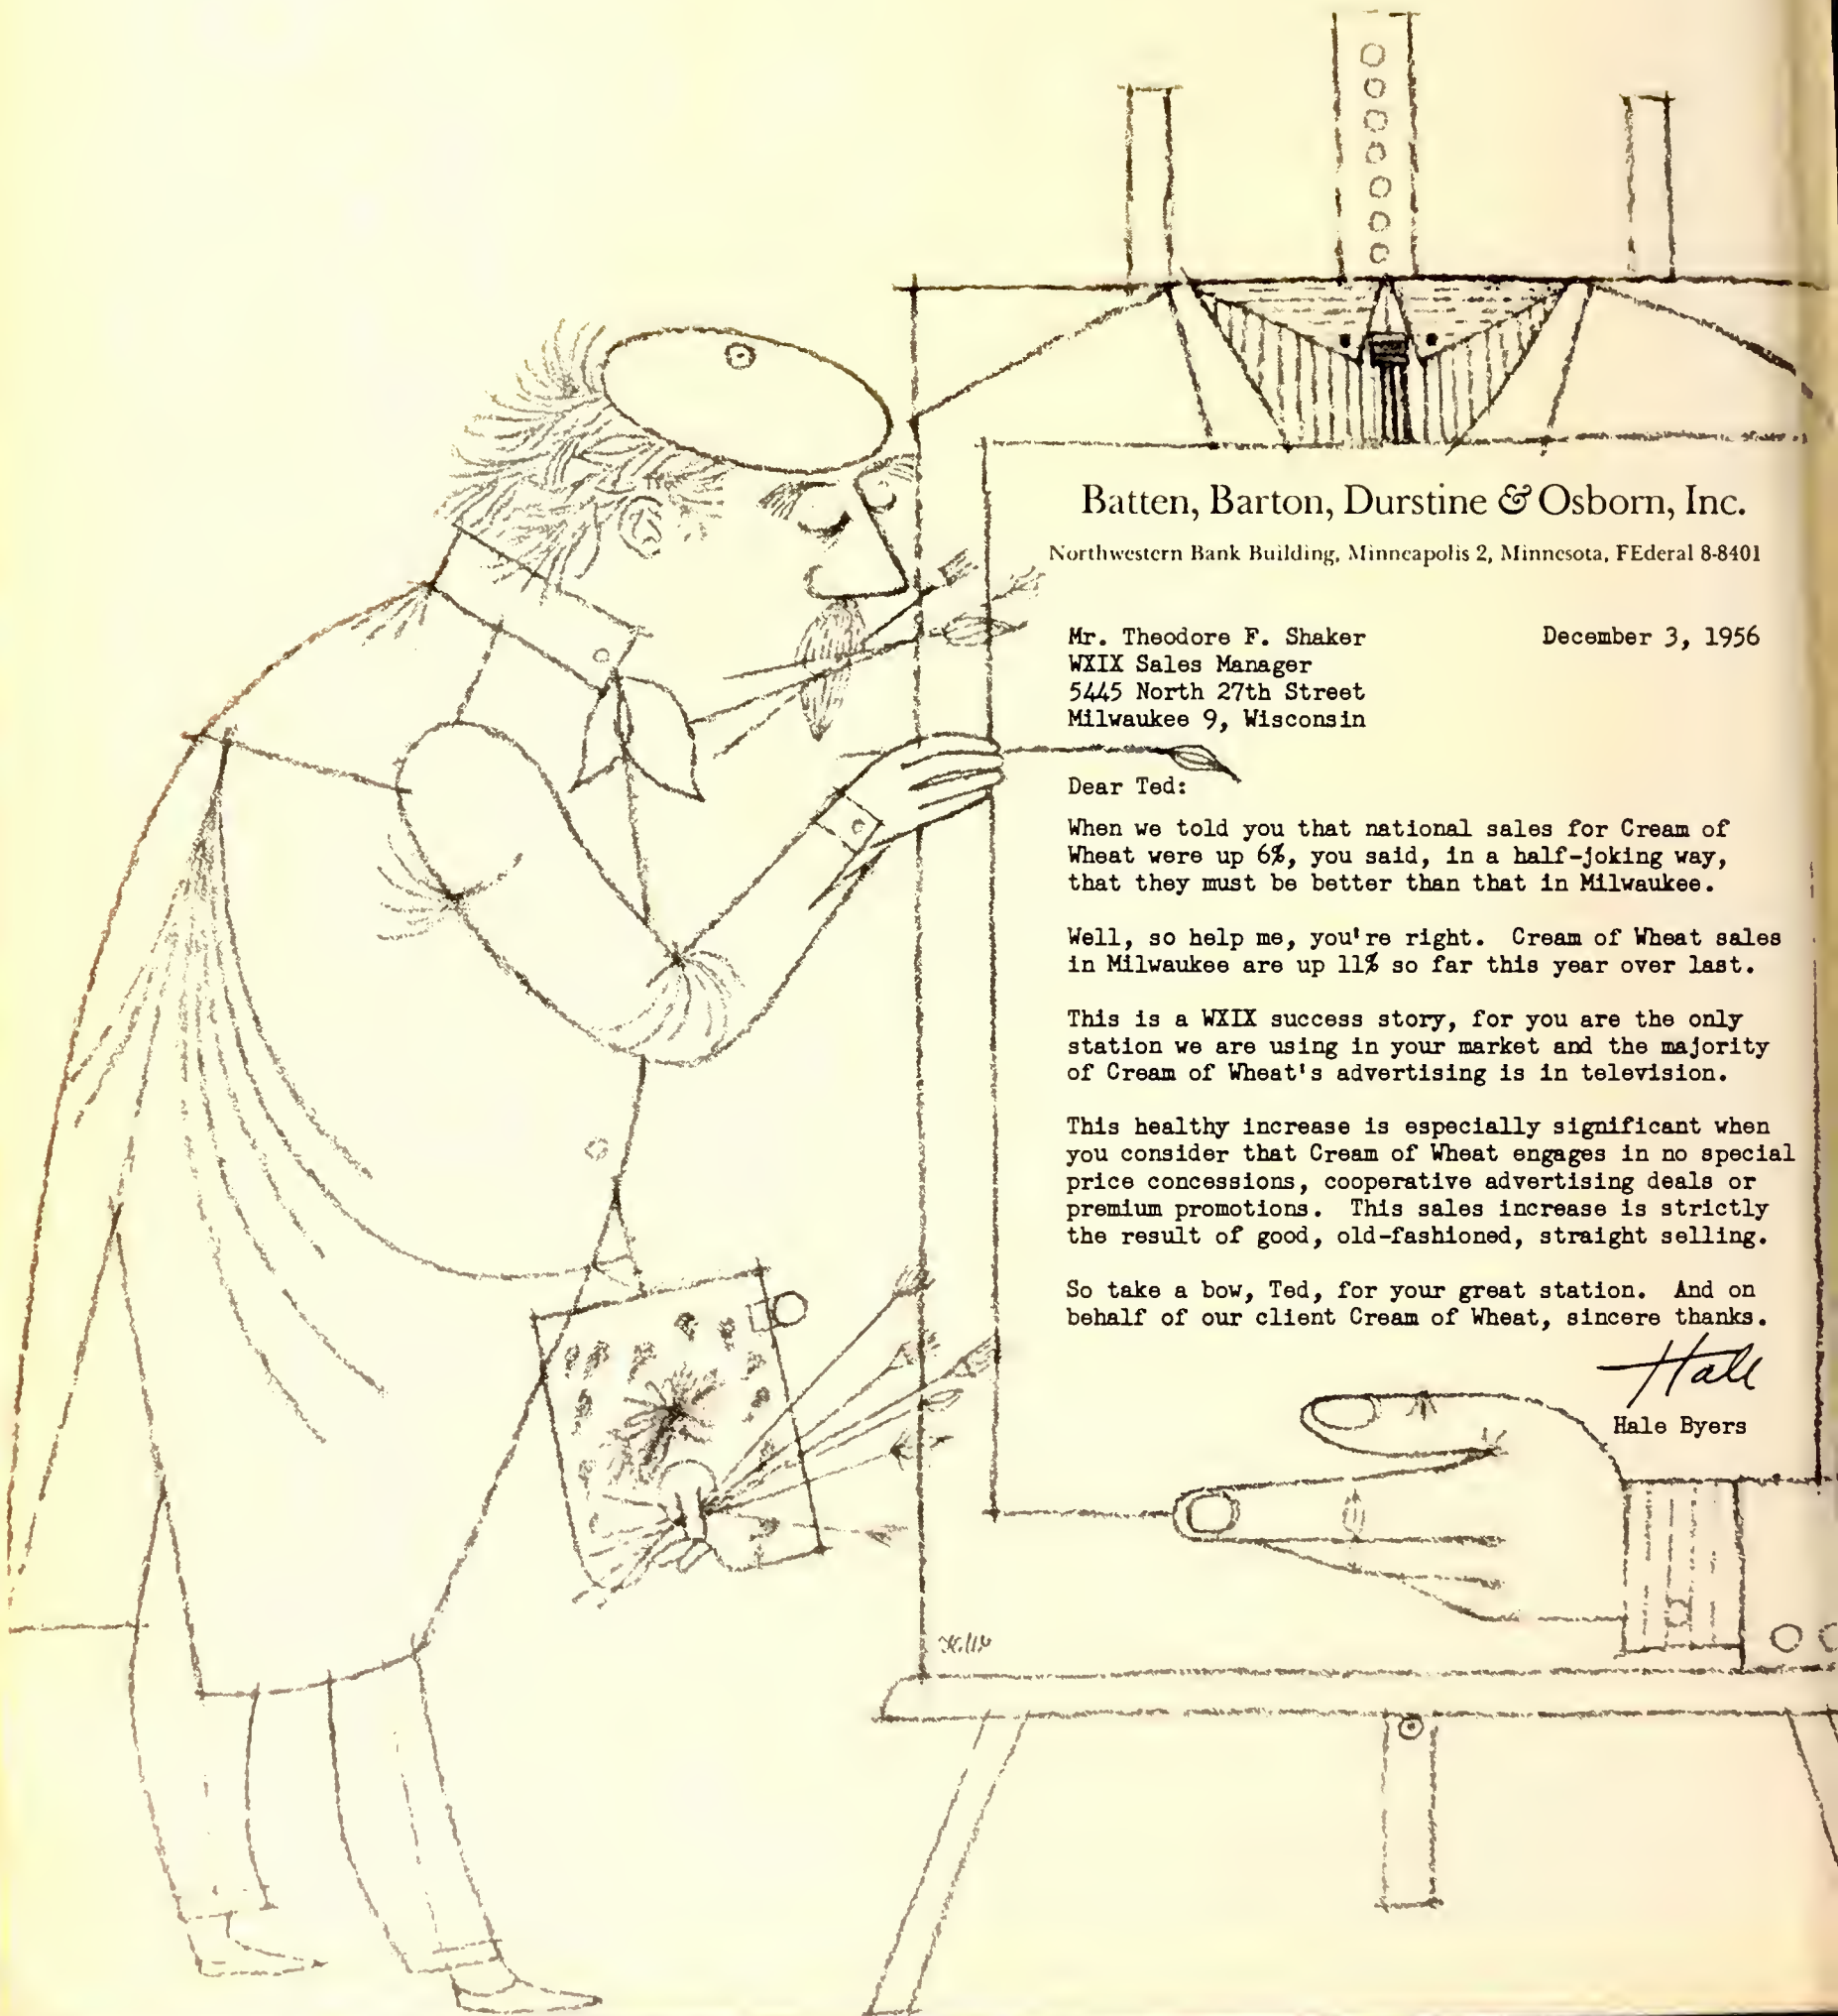 Batten, Barton, Durstine & Osborn, Inc.
Northwestern Bank Building, Minneapolis 2, Minnesota, FEderal 8-8401
Mr. Theodore F. Shaker December 3, 1956
WXIX Sales Manager
5445 North 27th Street
Milwaukee 9, Wisconsin
Dear Ted:
When we told you that national sales for Cream of
Wheat were up 6%, you said, in a half-joking way,
that they must be better than that in Milwaukee.
Well, so help me, you're right. Cream of Wheat sales
in Milwaukee are up 11% so far this year over last.
This is a WXIX success story, for you are the only
station we are using in your market and the majority
of Cream of Wheat's advertising is in television.
This healthy increase is especially significant when
you consider that Cream of Wheat engages in no special
price concessions, cooperative advertising deals or
premium promotions. This sales increase is strictly
the result of good, old-fashioned, straight selling.
So take a bow, Ted, for your great station. And on
behalf of our client Cream of Wheat, sincere thanks.
Hale
Hale Byers